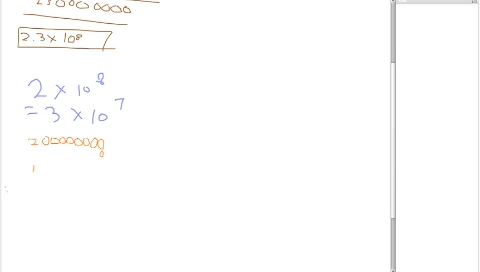 230000000
2.3 × 10⁸
2 × 10⁸
= 3 × 10⁷
200000000